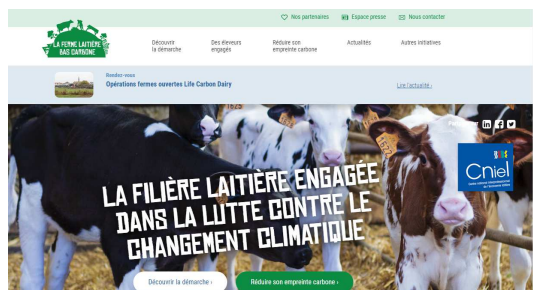 Nos partenaires
Espace presse
Nous contacter
LA FERME LAITIÈRE
BAS CARBONE
Découvrir
la démarche
Des éleveurs
engagés
Réduire son
empreinte carbone
Actualités
Autres initiatives
Rendez-vous
Opérations fermes ouvertes Life Carbon Dairy
Lire l'actualité ›
LA FILIÈRE LAITIÈRE ENGAGÉE
DANS LA LUTTE CONTRE LE
CHANGEMENT CLIMATIQUE
Cniel
Découvrir la démarche ›
Réduire son empreinte carbone ›